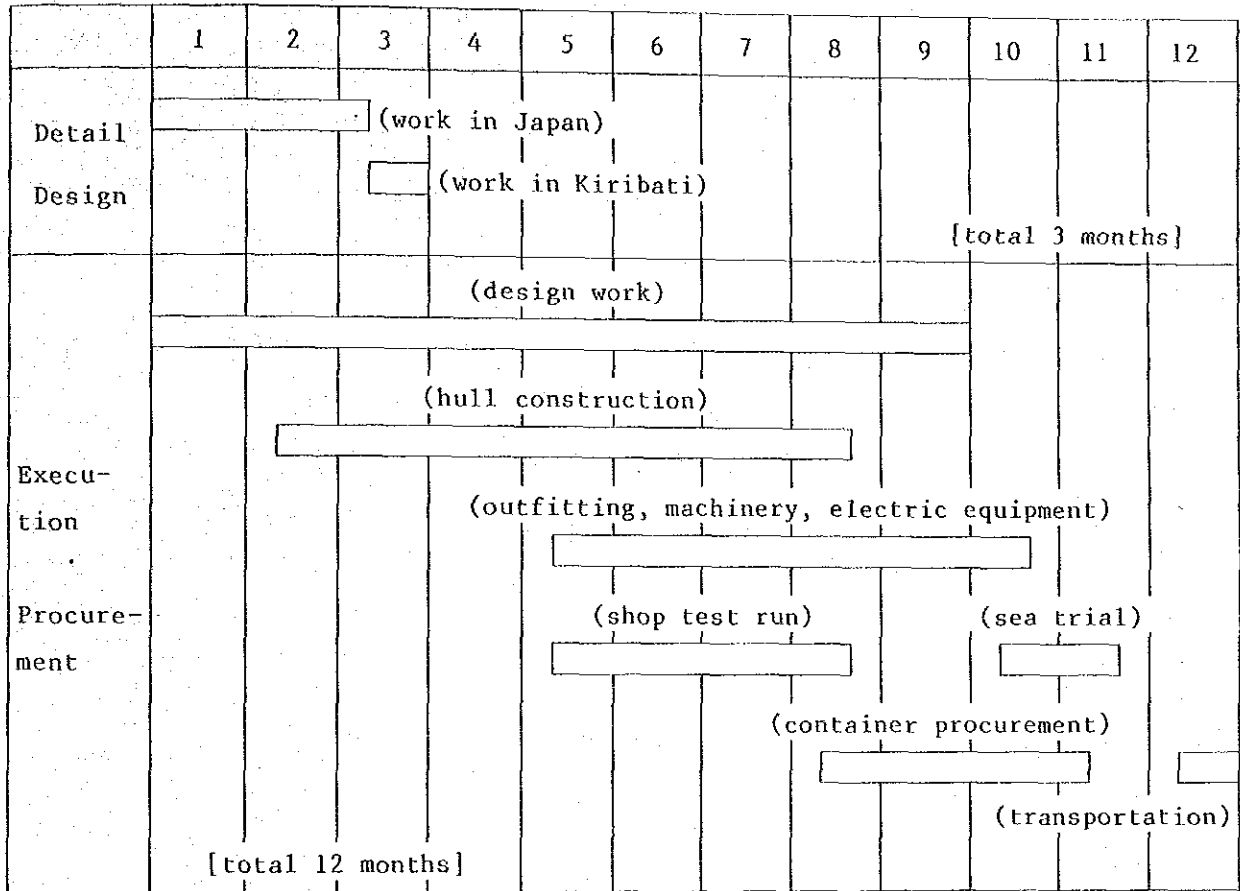 1 2 3 4 5 6 7 8 9 10 11 12
Detail
Design
(work in Japan)
(work in Kiribati)
[total 3 months]
(design work)
(hull construction)
Execu-
tion
(outfitting, machinery, electric equipment)
Procure-
ment
(shop test run) (sea trial)
(container procurement)
(transportation)
[total 12 months]